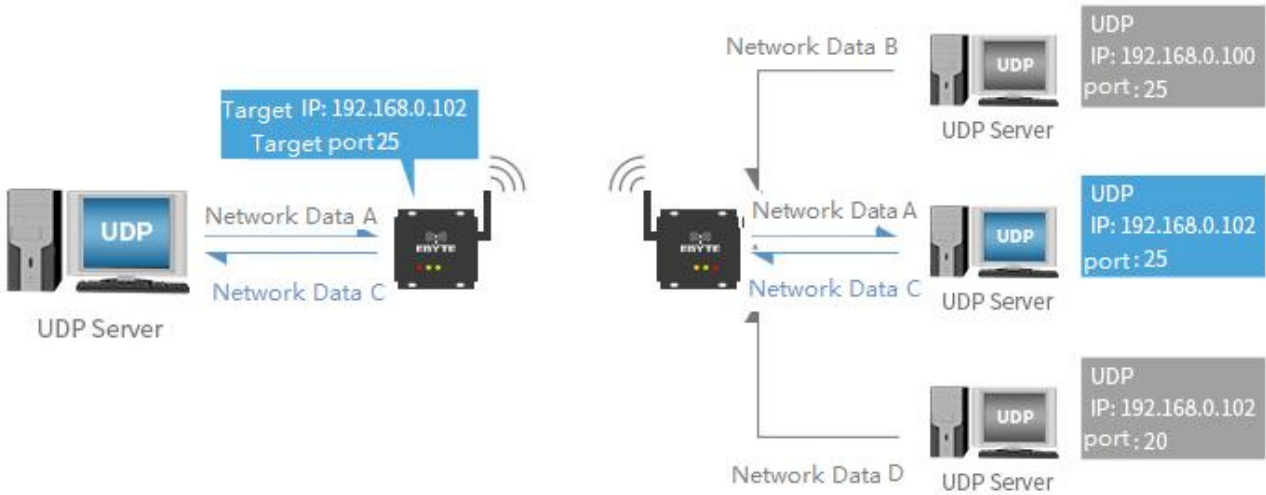 Target IP: 192.168.0.102
Target port25
UDP
Network Data A
Network Data C
EBYTE
UDP Server
Network Data B
UDP
UDP Server
UDP
IP: 192.168.0.100
port:25
EBYTE
Network Data A
Network Data C
UDP
UDP Server
UDP
IP: 192.168.0.102
port:25
Network Data D
UDP
UDP Server
UDP
IP: 192.168.0.102
port:20